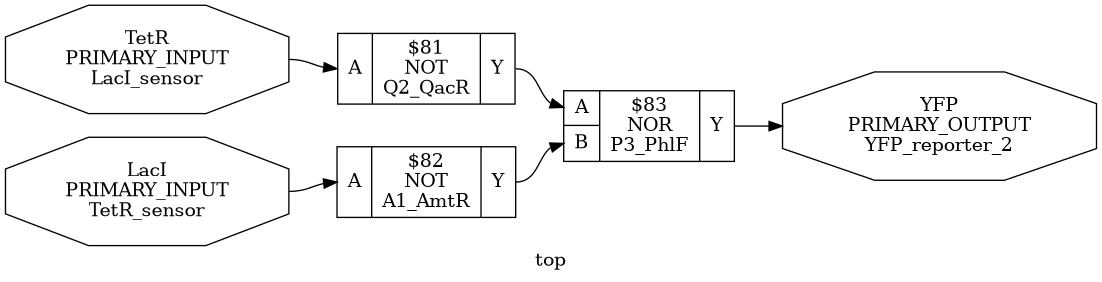 TetR
PRIMARY_INPUT
LacI_sensor
A
$81
NOT
Q2_QacR
Y
LacI
PRIMARY_INPUT
TetR_sensor
A
$82
NOT
A1_AmtR
Y
A
B
$83
NOR
P3_PhlF
Y
YFP
PRIMARY_OUTPUT
YFP_reporter_2
top